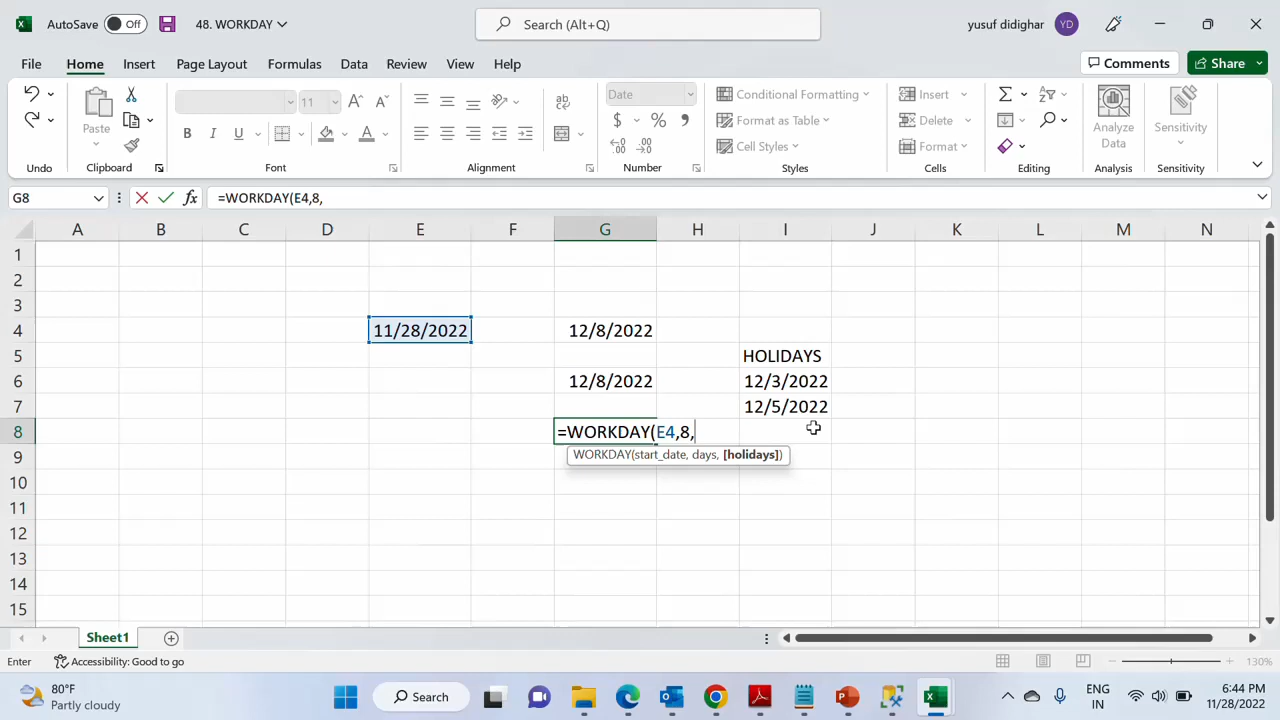 AutoSave Off 48. WORKDAY Search (Alt+Q) yusuf didighar YD
File Home Insert Page Layout Formulas Data Review View Help Comments Share
11 Date Conditional Formatting Insert
Paste Format as Table Delete Analyze Data Sensitivity
Cell Styles Format
Undo Clipboard Font Alignment Number Styles Cells Editing Analysis Sensitivity
G8 fx =WORKDAY(E4,8,
A B C D E F G H I J K L M N
1
2
3
4 11/28/2022 12/8/2022
5 HOLIDAYS
6 12/8/2022 12/3/2022
7 12/5/2022
8 =WORKDAY(E4,8,
9 WORKDAY(start_date, days, [holidays])
10
11
12
13
14
15
Sheet1
Enter Accessibility: Good to go 130%
80°F ENG 6:44 PM
Partly cloudy Search IN 11/28/2022